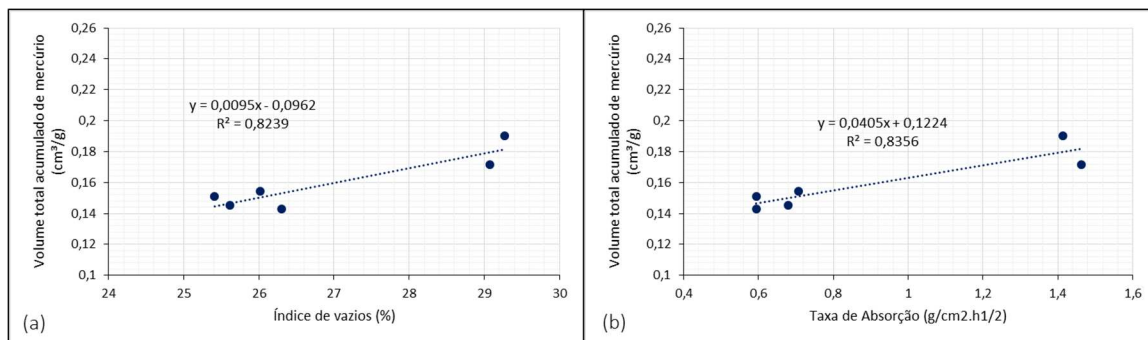 Volume total acumulado de mercúrio
(cm³/g)
0,26
0,24
0,22
0,2
0,18
0,16
0,14
0,12
0,1
y = 0,0095x - 0,0962
R² = 0,8239
24
25
26
27
28
29
30
Índice de vazios (%)
(a)
Volume total acumulado de mercúrio
(cm³/g)
0,26
0,24
0,22
0,2
0,18
0,16
0,14
0,12
0,1
y = 0,0405x + 0,1224
R² = 0,8356
0,4
0,6
0,8
1
1,2
1,4
1,6
Taxa de Absorção (g/cm2.h1/2)
(b)